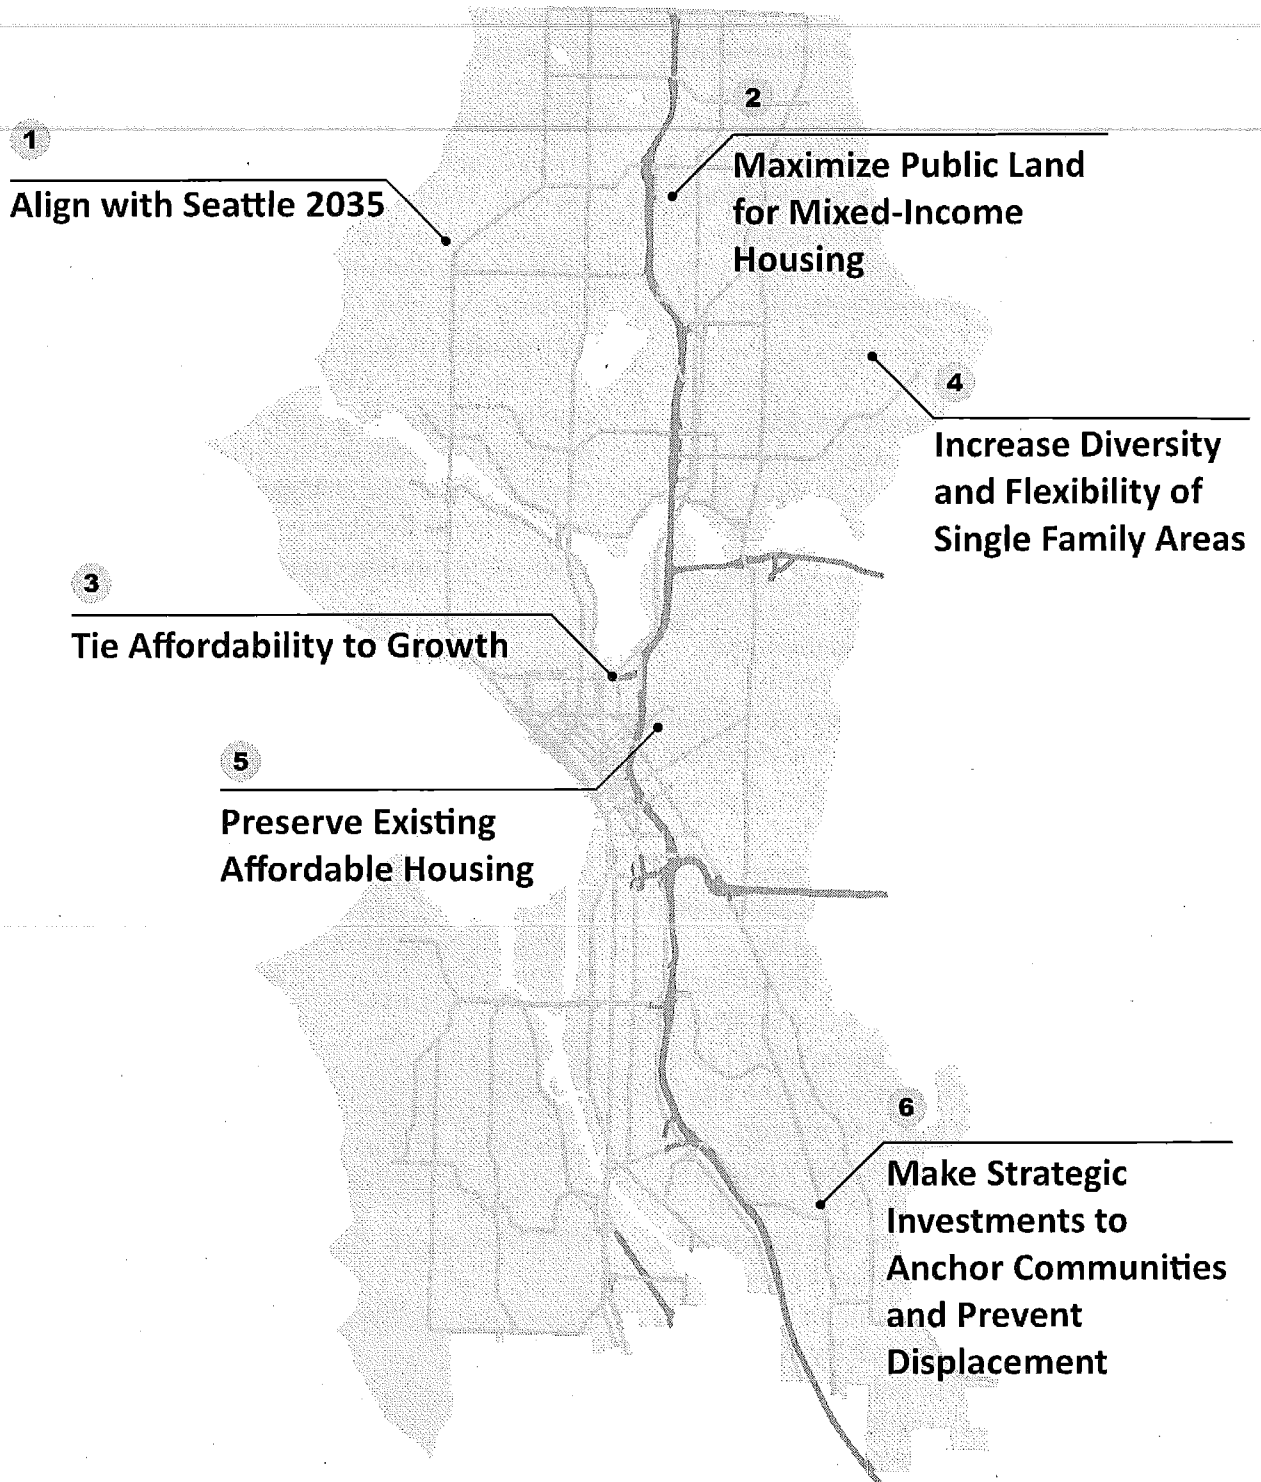 1
Align with Seattle 2035
2
Maximize Public Land
for Mixed-Income
Housing
3
Tie Affordability to Growth
4
Increase Diversity
and Flexibility of
Single Family Areas
5
Preserve Existing
Affordable Housing
6
Make Strategic
Investments to
Anchor Communities
and Prevent
Displacement